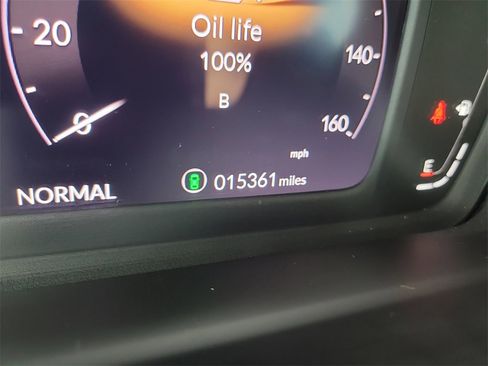 Oil life
20
100%
140
B
0
160
mph
E
015361 miles
NORMAL